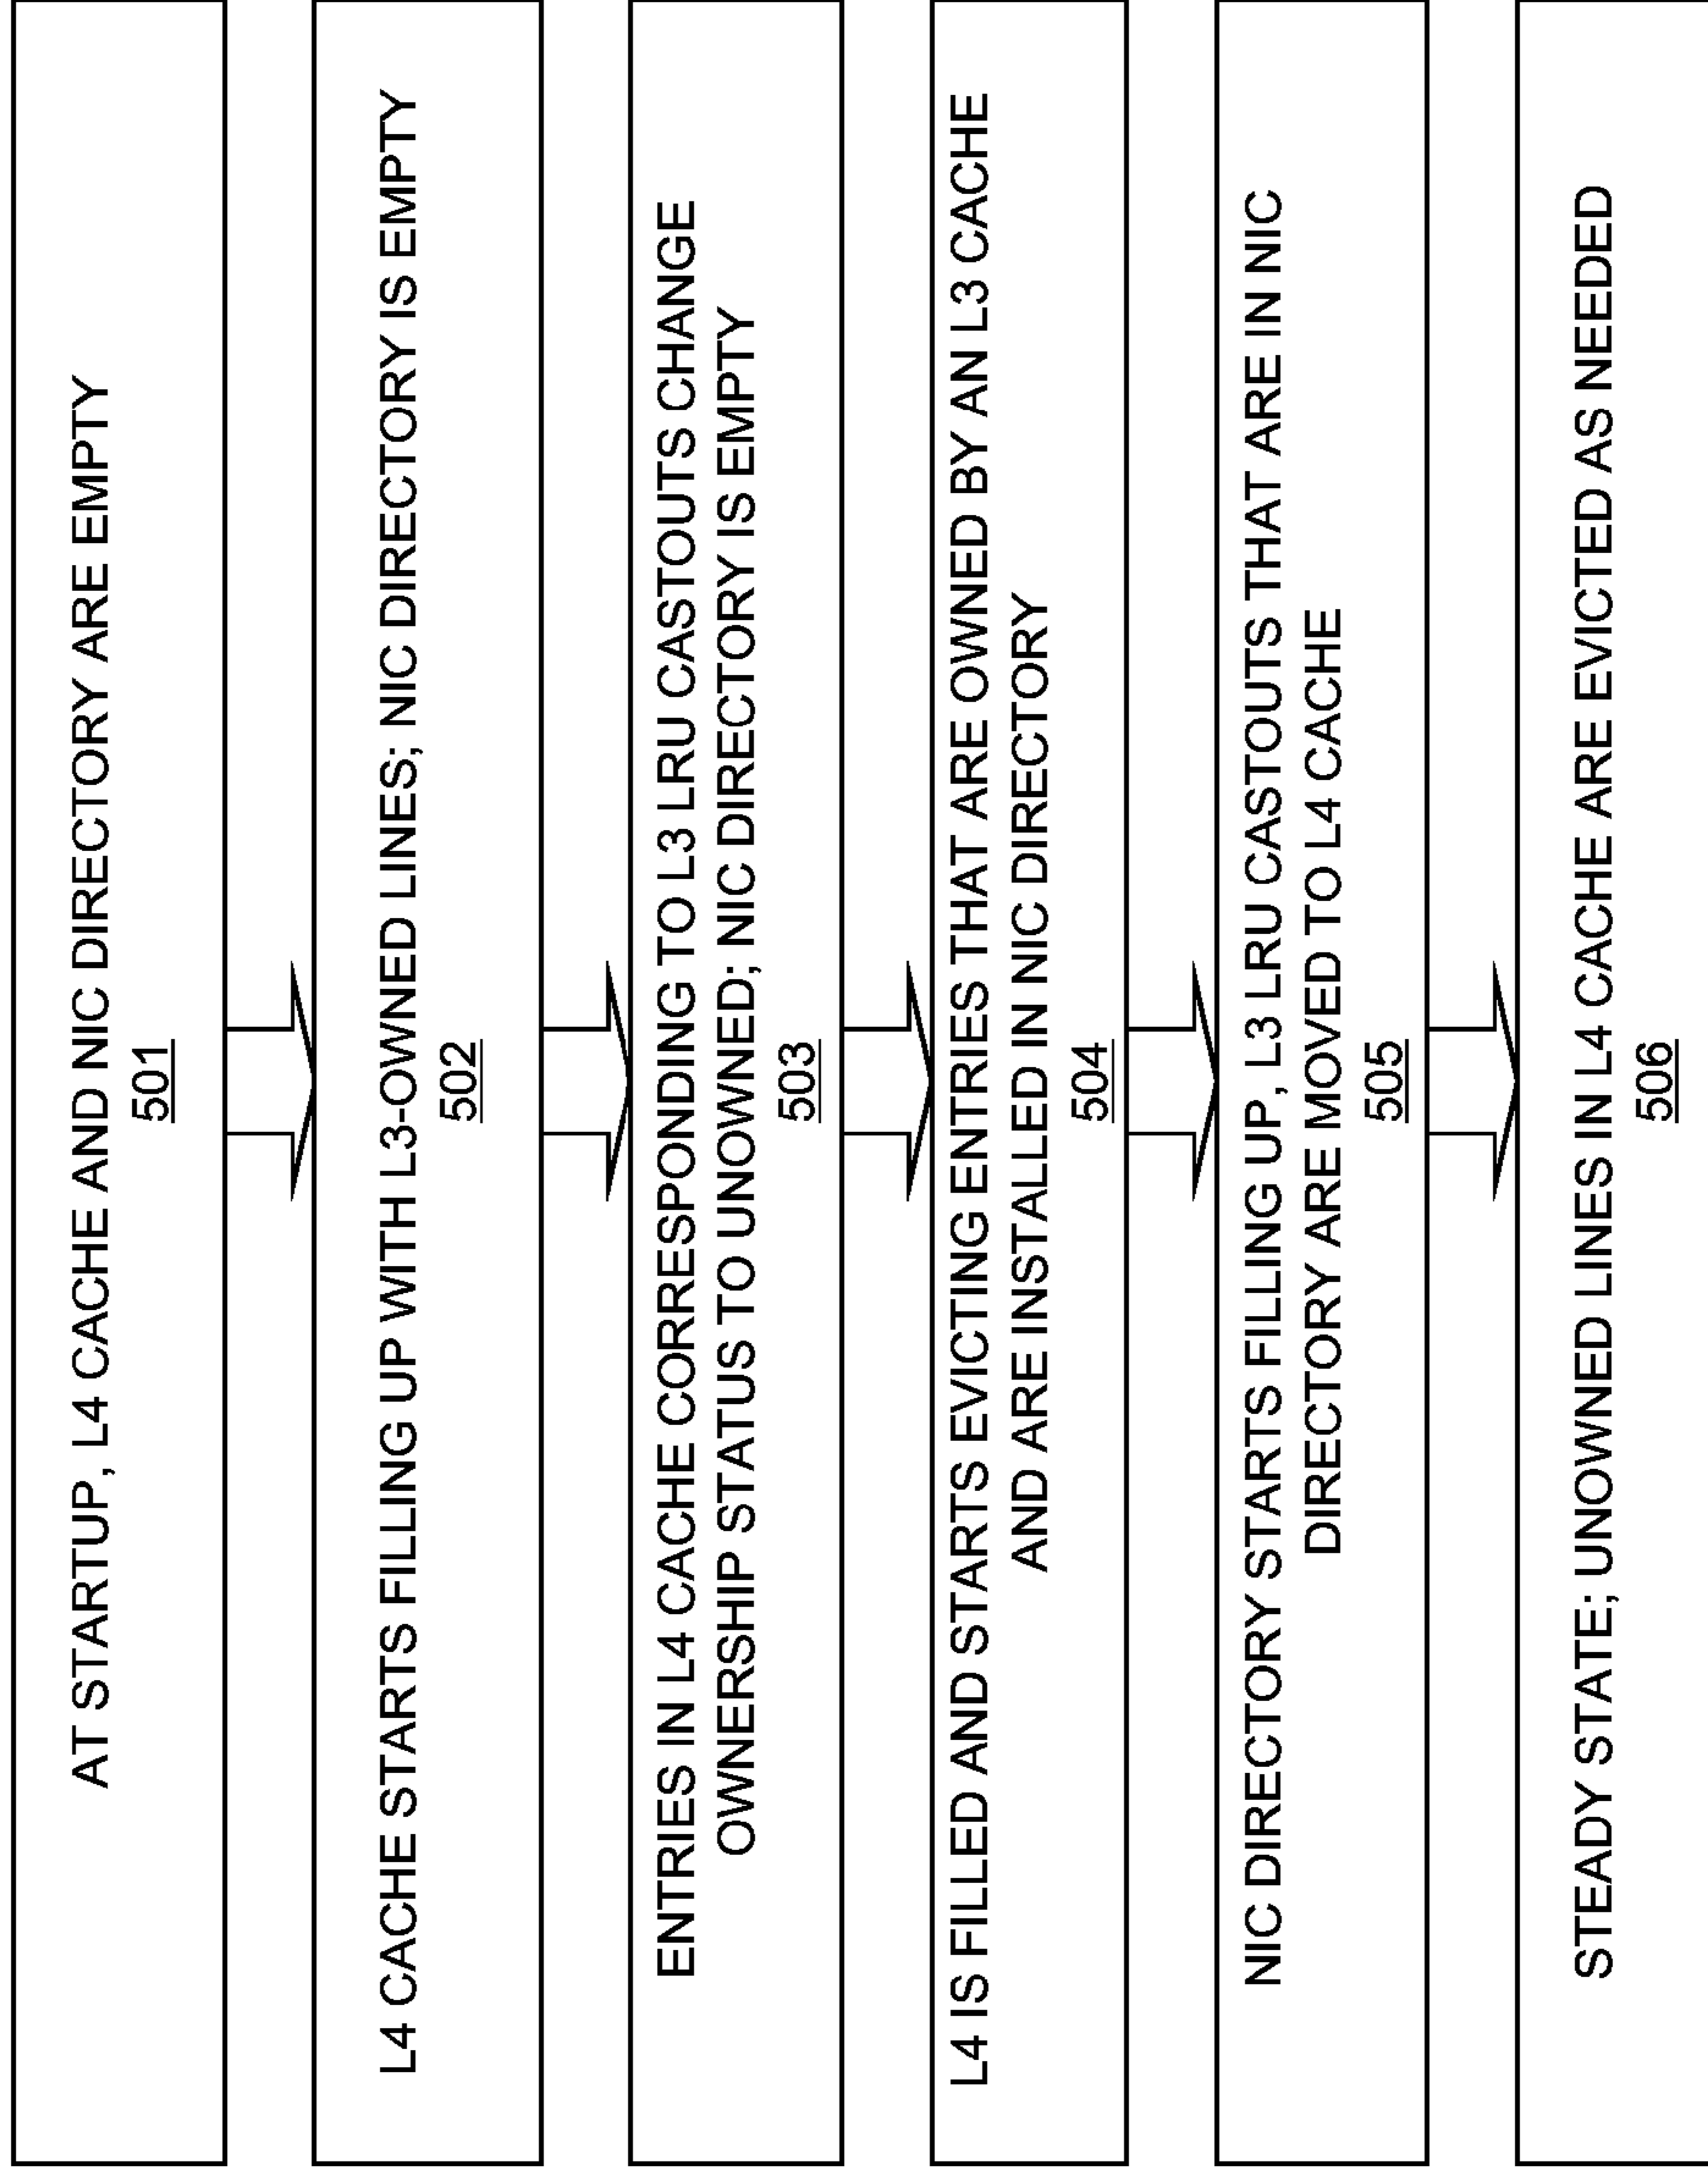 AT STARTUP, L4 CACHE AND NIC DIRECTORY ARE EMPTY
501
L4 CACHE STARTS FILLING UP WITH L3-OWNED LINES; NIC DIRECTORY IS EMPTY
502
ENTRIES IN L4 CACHE CORRESPONDING TO L3 LRU CASTOUTS CHANGE
OWNERSHIP STATUS TO UNOWNED; NIC DIRECTORY IS EMPTY
503
L4 IS FILLED AND STARTS EVICTING ENTRIES THAT ARE OWNED BY AN L3 CACHE
AND ARE INSTALLED IN NIC DIRECTORY
504
NIC DIRECTORY STARTS FILLING UP, L3 LRU CASTOUTS THAT ARE IN NIC
DIRECTORY ARE MOVED TO L4 CACHE
505
STEADY STATE; UNOWNED LINES IN L4 CACHE ARE EVICTED AS NEEDED
506